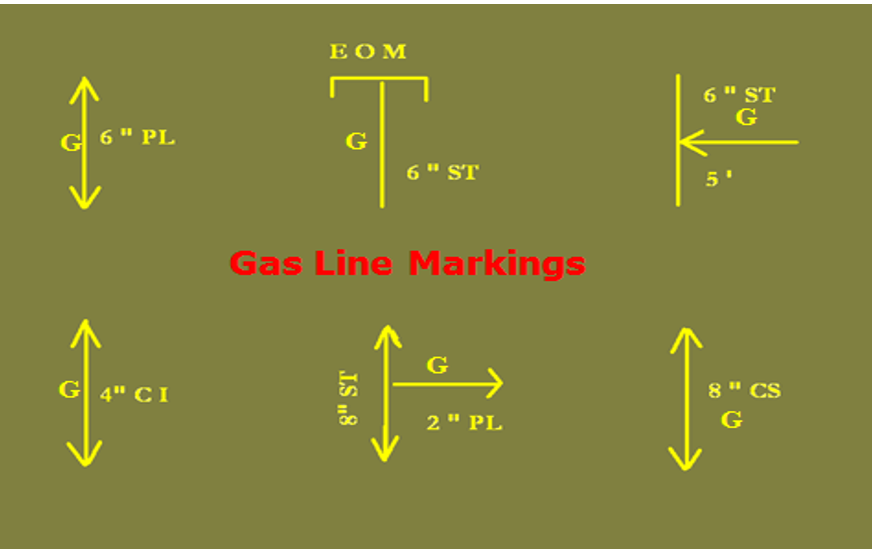 G 6 " PL
E O M
G
6 " ST
6 " ST
G
5 '
Gas Line Markings
G 4" C I
8" ST
G
2 " PL
8 " CS
G